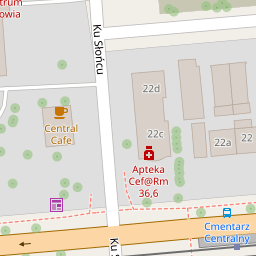 trum
owia
Ku Słońcu
22d
Central
Cafe
22c
22a
22
Apteka
Cef@Rm
36,6
Cmentarz
Centralny
Ku S